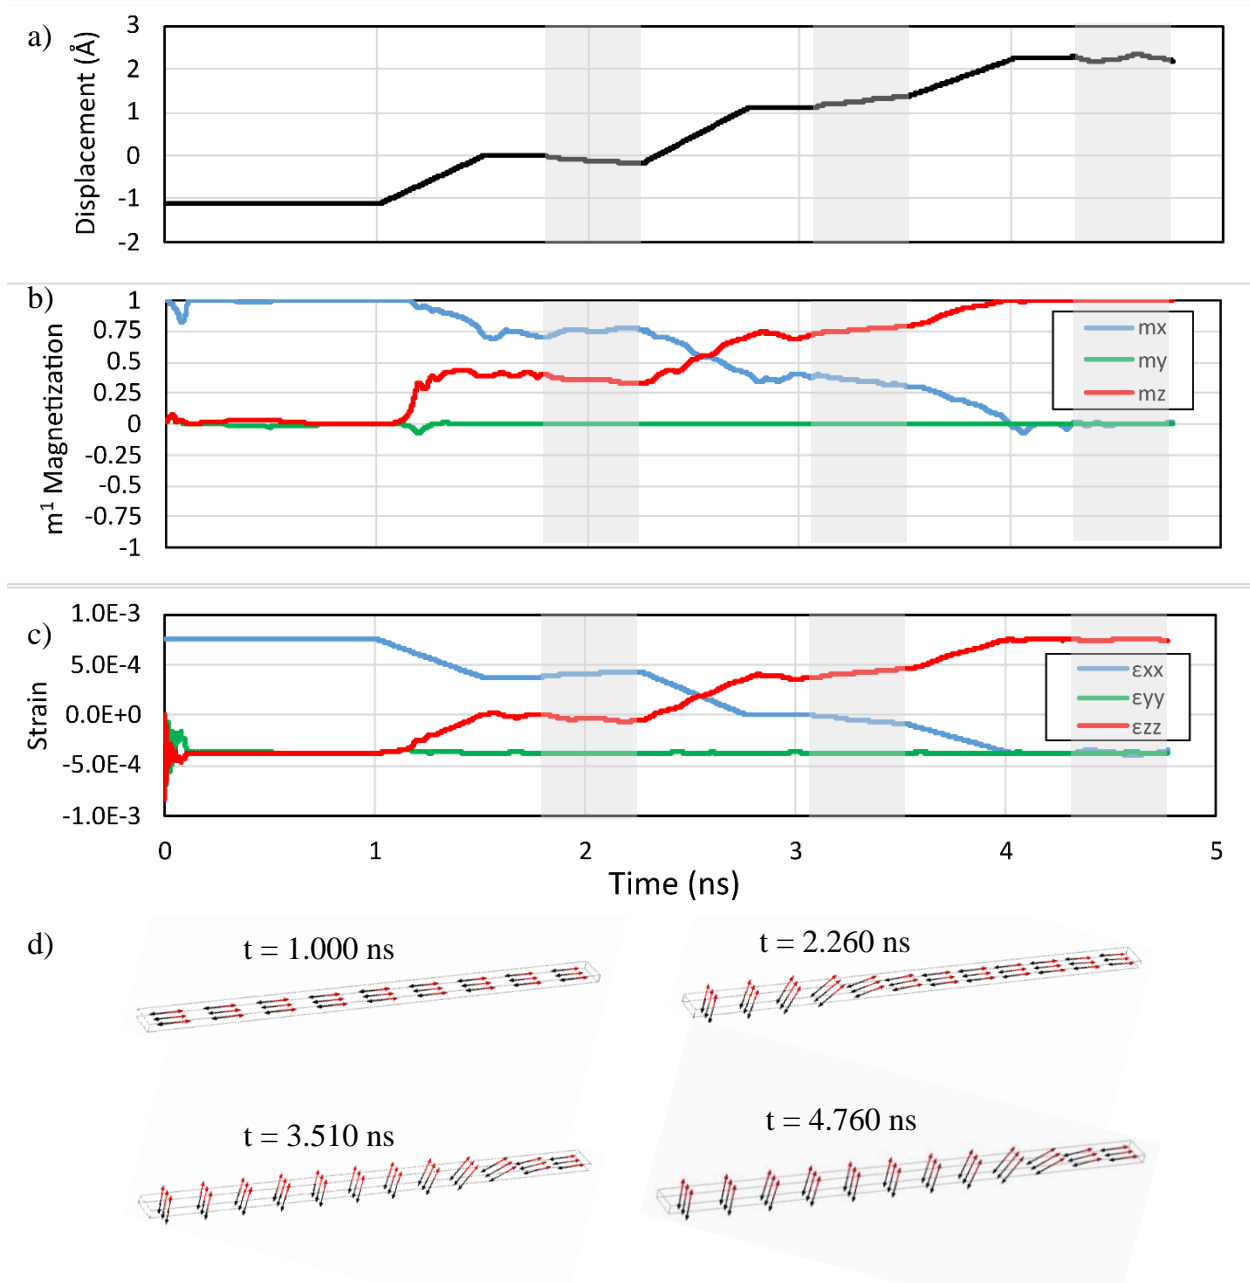 a)
Displacement (Å)
3
2
1
0
-1
-2
b)
m¹ Magnetization
1
0.75
0.5
0.25
0
-0.25
-0.5
-0.75
-1
mx
my
mz
c)
Strain
1.0E-3
5.0E-4
0.0E+0
-5.0E-4
-1.0E-3
εxx
εyy
εzz
0 1 2 3 4 5
Time (ns)
d)
t = 1.000 ns
t = 2.260 ns
t = 3.510 ns
t = 4.760 ns